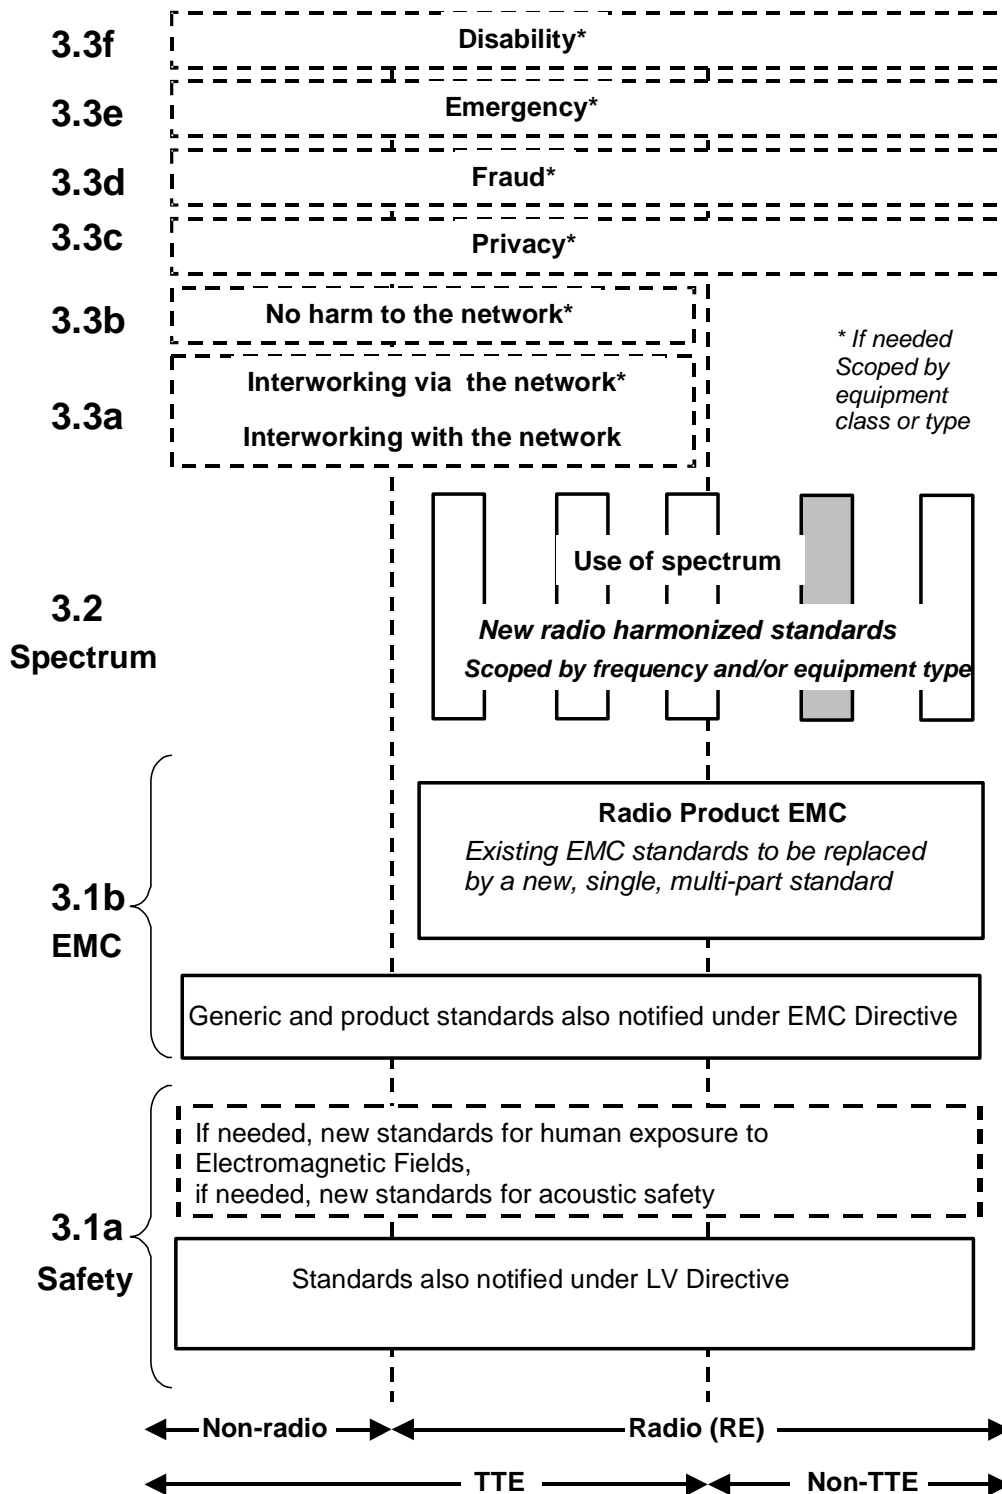 3.3f
Disability*
3.3e
Emergency*
3.3d
Fraud*
3.3c
Privacy*
3.3b
No harm to the network*
* If needed
Scoped by
equipment
class or type
3.3a
Interworking via the network*
Interworking with the network
Use of spectrum
3.2
Spectrum
New radio harmonized standards
Scoped by frequency and/or equipment type
Radio Product EMC
Existing EMC standards to be replaced
by a new, single, multi-part standard
3.1b
EMC
Generic and product standards also notified under EMC Directive
If needed, new standards for human exposure to
Electromagnetic Fields,
if needed, new standards for acoustic safety
3.1a
Safety
Standards also notified under LV Directive
Non-radio
Radio (RE)
TTE
Non-TTE